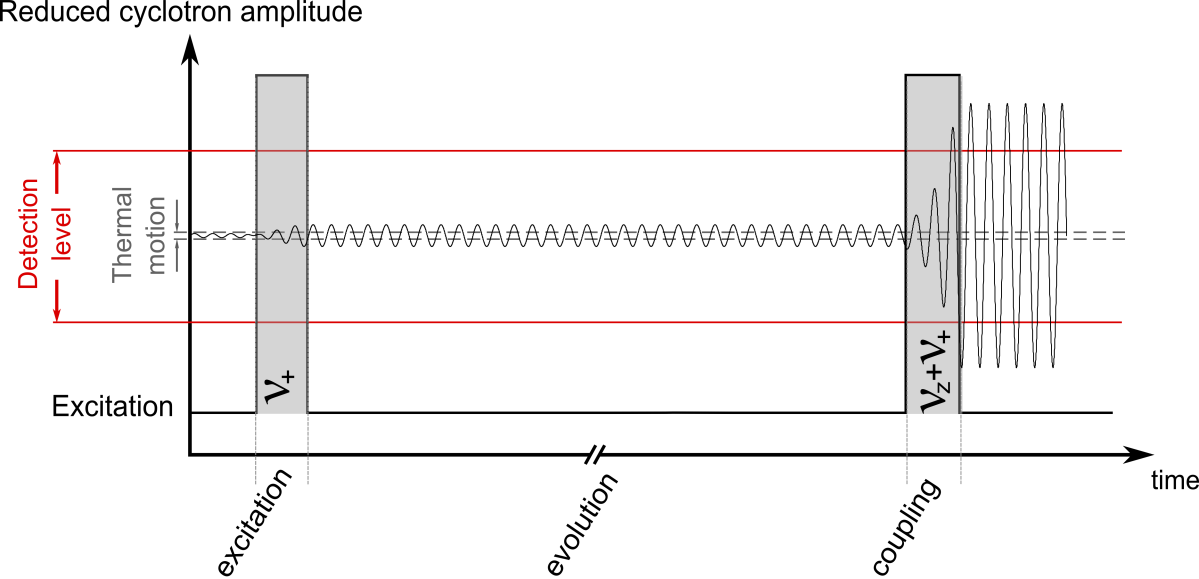 Reduced cyclotron amplitude
Detection
level
Thermal
motion
ν+
νz+ν+
Excitation
time
excitation
evolution
coupling